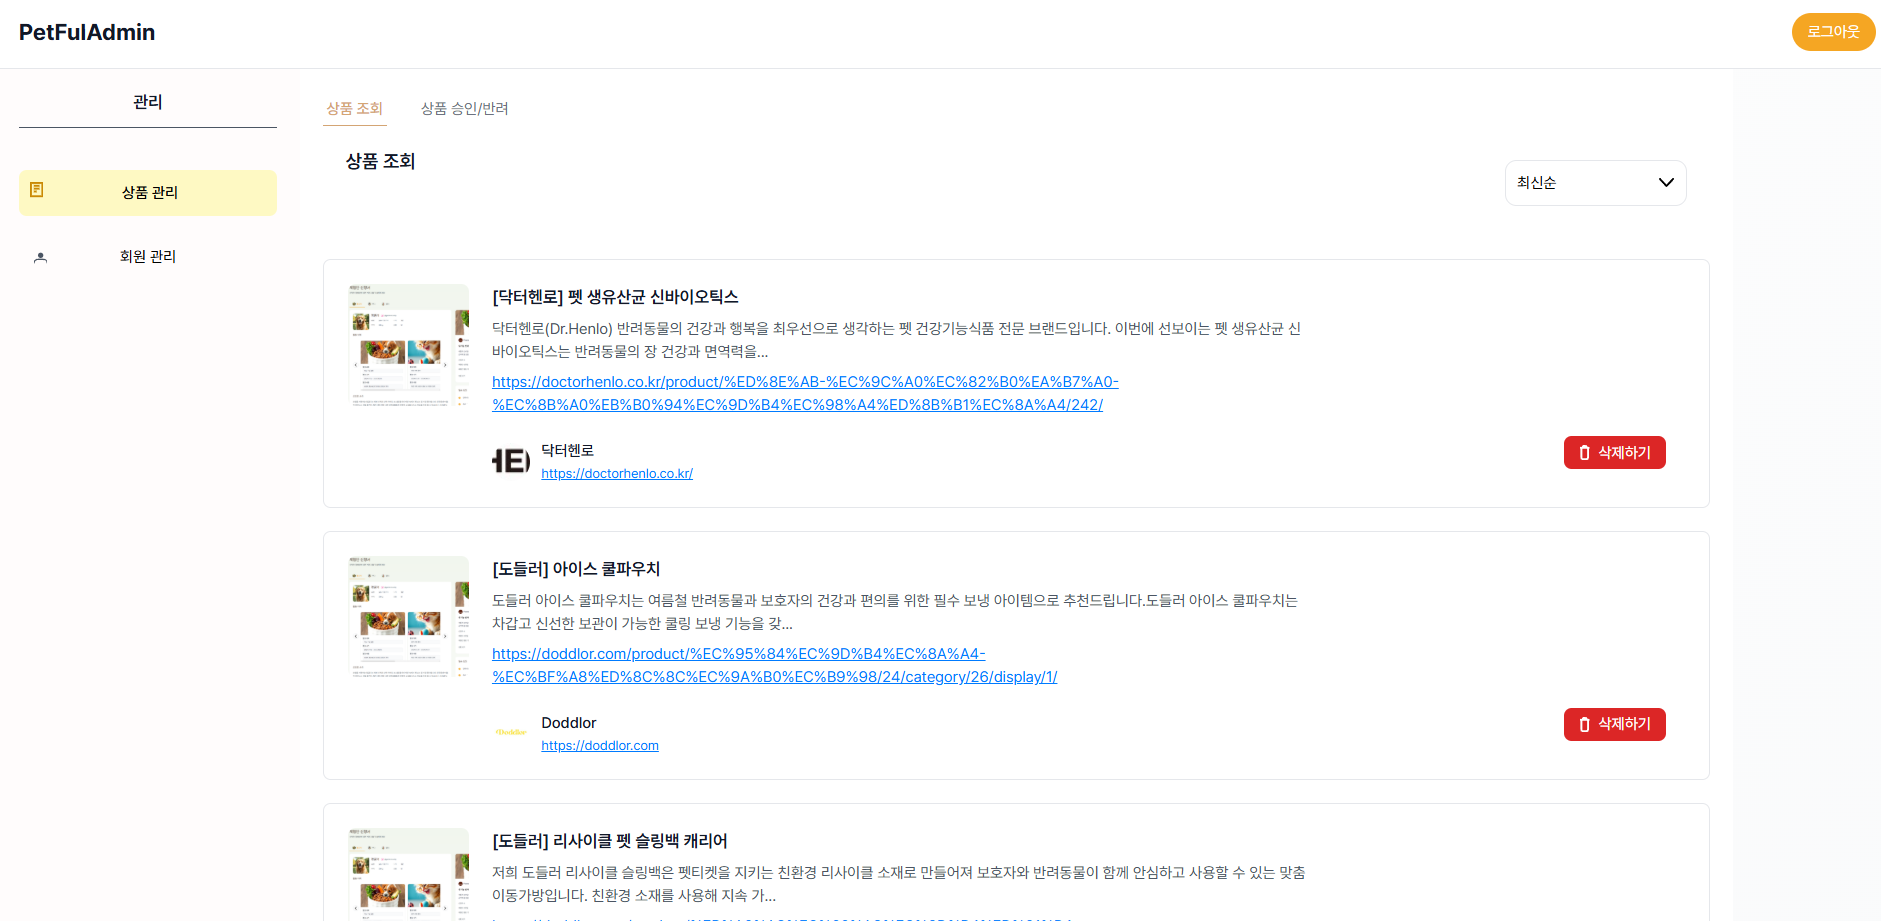 PetFulAdmin
로그아웃
관리
상품 관리
회원 관리
상품 조회
상품 승인/반려
상품 조회
최신순
[닥터헨로] 펫 생유산균 신바이오틱스
닥터헨로(Dr.Henlo) 반려동물의 건강과 행복을 최우선으로 생각하는 펫 건강기능식품 전문 브랜드입니다. 이번에 선보이는 펫 생유산균 신
바이오틱스는 반려동물의 장 건강과 면역력을...
https://doctorhenlo.co.kr/product/%ED%8E%AB-%EC%9C%A0%EC%82%B0%EA%B7%A0-
%EC%8B%A0%EB%B0%94%EC%9D%B4%EC%98%A4%ED%8B%B1%EC%8A%A4/242/
닥터헨로
https://doctorhenlo.co.kr/
삭제하기
[도들러] 아이스 쿨파우치
도들러 아이스 쿨파우치는 여름철 반려동물과 보호자의 건강과 편의를 위한 필수 보냉 아이템으로 추천드립니다.도들러 아이스 쿨파우치는
차갑고 신선한 보관이 가능한 쿨링 보냉 기능을 갖...
https://doddlor.com/product/%EC%95%84%EC%9D%B4%EC%8A%A4-
%EC%BF%A8%ED%8C%8C%EC%9A%B0%EC%B9%98/24/category/26/display/1/
Doddlor
Doddlor
https://doddlor.com
삭제하기
[도들러] 리사이클 펫 슬링백 캐리어
저희 도들러 리사이클 슬링백은 펫티켓을 지키는 친환경 리사이클 소재로 만들어져 보호자와 반려동물이 함께 안심하고 사용할 수 있는 맞춤
이동가방입니다. 친환경 소재를 사용해 지속 가...